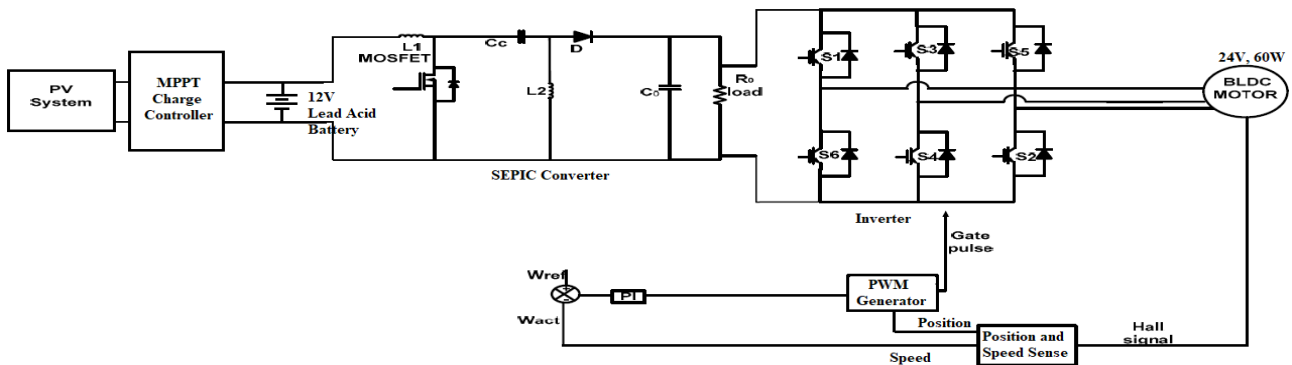 PV
System
MPPT
Charge
Controller
12V
Lead Acid
Battery
L1
MOSFET
Cc
D
L2
C0
R0
load
SEPIC Converter
S1
S3
S5
S6
S4
S2
Inverter
24V, 60W
BLDC
MOTOR
Gate
pulse
Wref
+
-
PI
PWM
Generator
Wact
Position
Position and
Speed Sense
Speed
Hall
signal